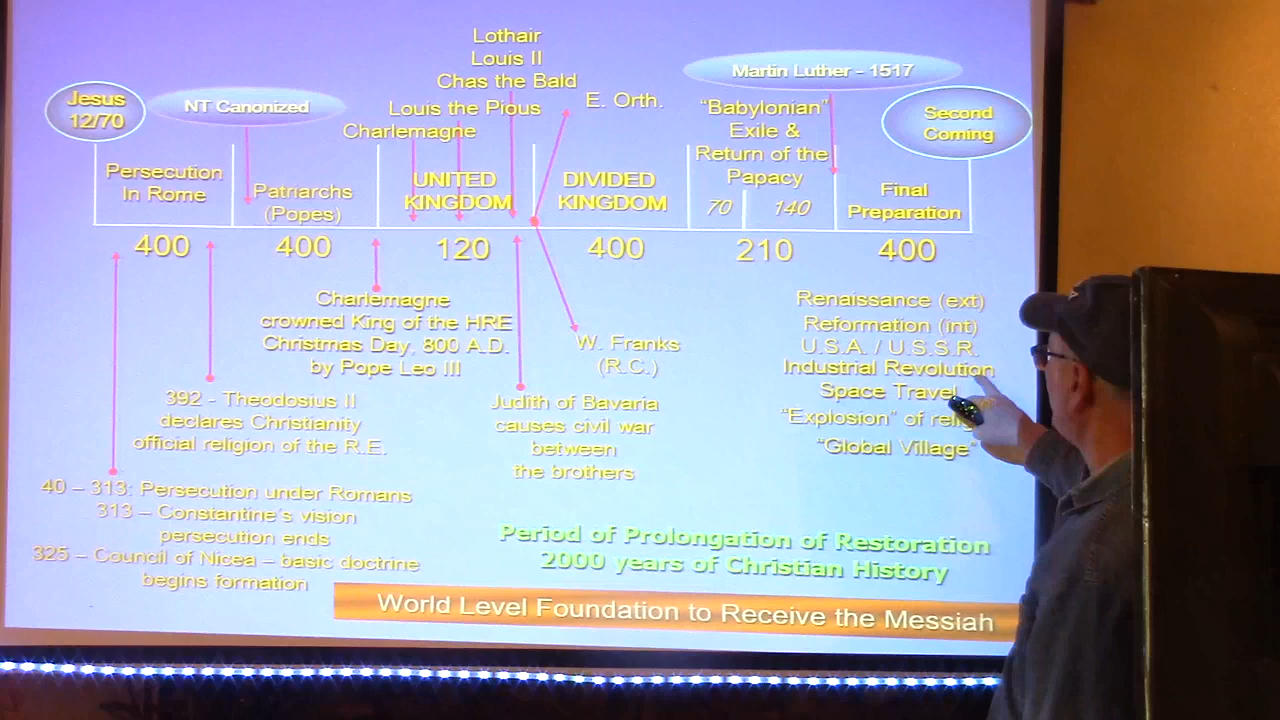 Lothair
Louis II
Chas the Bald
Louis the Pious
Charlemagne
E. Orth.
Martin Luther - 1517
Jesus
12/70
NT Canonized
"Babylonian"
Exile &
Return of the
Papacy
Second
Coming
Persecution
In Rome
Patriarchs
(Popes)
UNITED
KINGDOM
DIVIDED
KINGDOM
70
140
Final
Preparation
400
400
120
400
210
400
Charlemagne
crowned King of the HRE
Christmas Day, 800 A.D.
by Pope Leo III
W. Franks
(R.C.)
Renaissance (ext)
Reformation (int)
U.S.A. / U.S.S.R.
Industrial Revolution
Space Travel
"Explosion" of
"Global Village"
392 - Theodosius II
declares Christianity
official religion of the R.E.
Judith of Bavaria
causes civil war
between
the brothers
40 – 313: Persecution under Romans
313 – Constantine's vision
persecution ends
325 – Council of Nicea – basic doctrine
begins formation
Period of Prolongation of Restoration
2000 years of Christian History
World Level Foundation to Receive the Messiah